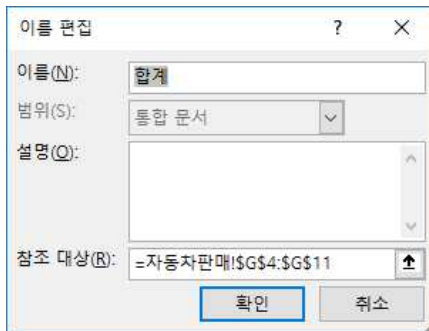 이름 편집 ? ×
이름(N): 합계
범위(S): 통합 문서
설명(O):
참조 대상(R): =자동차판매!$G$4:$G$11
확인 취소